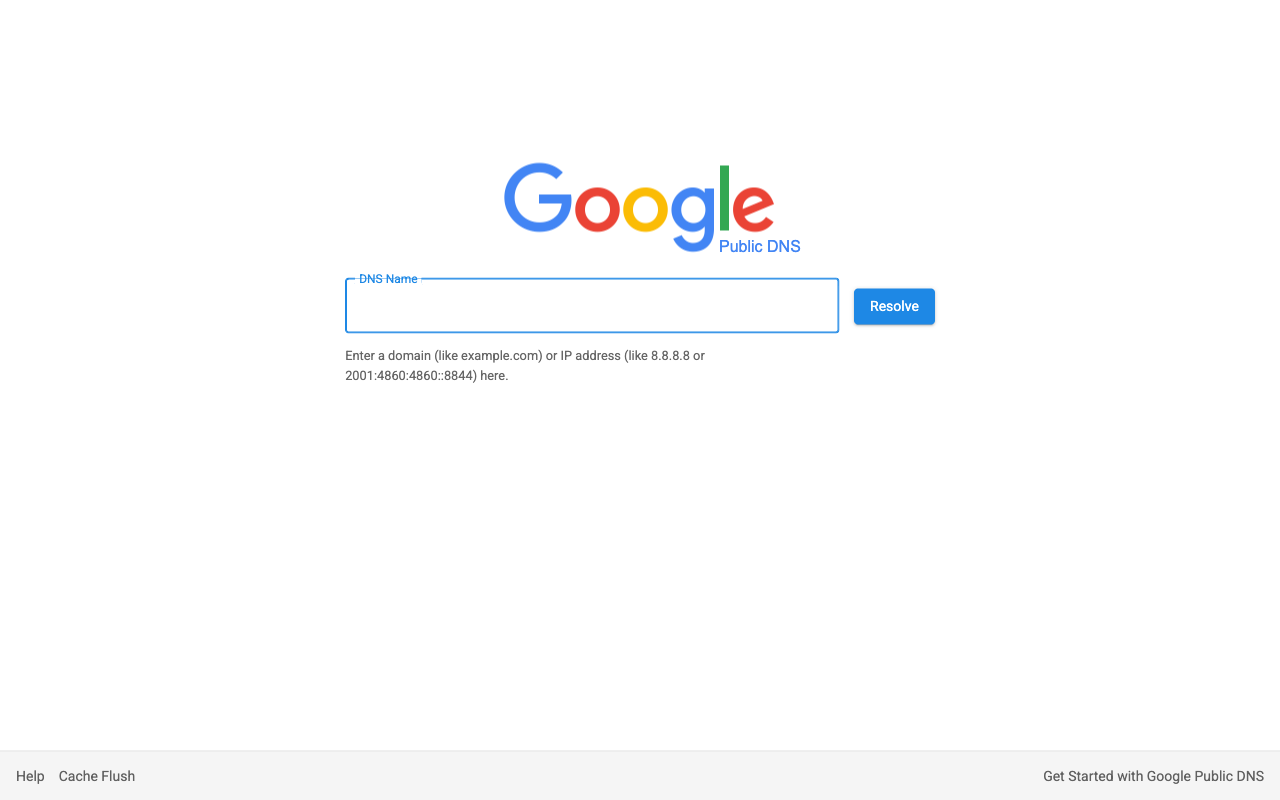 Google
Public DNS
DNS Name
Resolve
Enter a domain (like example.com) or IP address (like 8.8.8.8 or
2001:4860:4860::8844) here.
Help Cache Flush Get Started with Google Public DNS